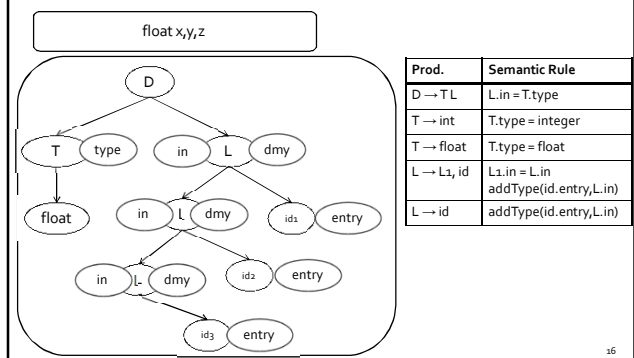 float x,y,z
D
T type in L dmy
float in L dmy id1 entry
in L dmy id2 entry
id3 entry
Prod. Semantic Rule
D → T L L.in = T.type
T → int T.type = integer
T → float T.type = float
L → L1, id L1.in = L.in
addType(id.entry,L.in)
L → id addType(id.entry,L.in)
16